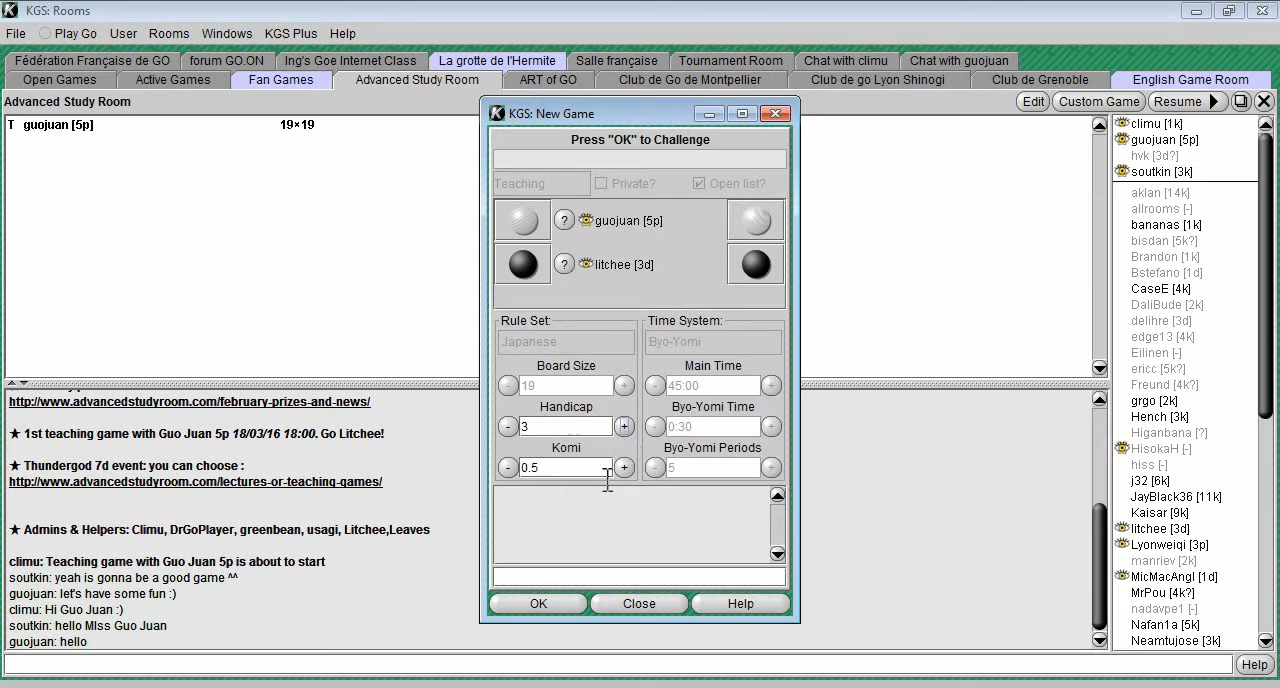 KGS: Rooms
File Play Go User Rooms Windows KGS Plus Help
Fédération Française de GO forum GO.ON Ing's Goe Internet Class La grotte de l'Hermite Salle française Tournament Room Chat with climu Chat with guojuan
Open Games Active Games Fan Games Advanced Study Room ART of GO Club de Go de Montpellier Club de go Lyon Shinogi Club de Grenoble English Game Room
Advanced Study Room Edit Custom Game Resume
T guojuan [5p] 19×19
http://www.advancedstudyroom.com/february-prizes-and-news/
★ 1st teaching game with Guo Juan 5p 18/03/16 18:00. Go Litchee!
★ Thundergod 7d event: you can choose :
http://www.advancedstudyroom.com/lectures-or-teaching-games/
★ Admins & Helpers: Climu, DrGoPlayer, greenbean, usagi, Litchee,Leaves
climu: Teaching game with Guo Juan 5p is about to start
soutkin: yeah is gonna be a good game ^^
guojuan: let's have some fun :)
climu: Hi Guo Juan :)
soutkin: hello MIss Guo Juan
guojuan: hello
KGS: New Game
Press "OK" to Challenge
Teaching Private? Open list?
? guojuan [5p]
? litchee [3d]
Rule Set: Time System:
Japanese Byo-Yomi
Board Size Main Time
- 19 + - 45:00 +
Handicap Byo-Yomi Time
- 3 + - 0:30 +
Komi Byo-Yomi Periods
- 0.5 + - 5 +
OK Close Help
climu [1k]
guojuan [5p]
hvk [3d?]
soutkin [3k]
aklan [14k]
allrooms [-]
bananas [1k]
bisdan [5k?]
Brandon [1k]
Bstefano [1d]
CaseE [4k]
DaliBude [2k]
delihre [3d]
edge13 [4k]
Eilinen [-]
ericc [5k?]
Freund [4k]
grgo [2k]
Hench [3k]
Higanbana [?]
HisokaH [-]
hiss [-]
j32 [6k]
JayBlack36 [11k]
Kaisar [9k]
litchee [3d]
Lyonweiqi [3p]
manriev [2k]
MicMacAngl [1d]
MrPou [4k?]
nadavpe1 [-]
Nafan1a [5k]
Neamtujose [3k]
Help